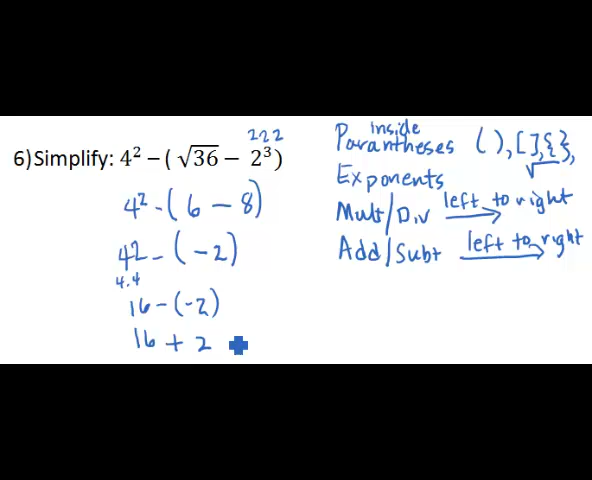 2 2 2
6) Simplify: 4² − ( √36 − 2³)
4² - ( 6 - 8)
4² - ( -2)
4.4
16 - (-2)
16 + 2
inside
Parantheses ( ), [ ], { },
√
Exponents
Mult/Div left to right
Add/Subt left to right